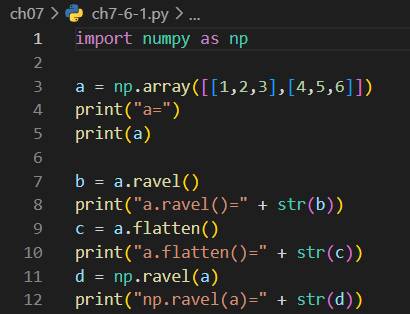 ch07 > ch7-6-1.py > ...
1 import numpy as np
2
3 a = np.array([[1,2,3],[4,5,6]])
4 print("a=")
5 print(a)
6
7 b = a.ravel()
8 print("a.ravel()=" + str(b))
9 c = a.flatten()
10 print("a.flatten()=" + str(c))
11 d = np.ravel(a)
12 print("np.ravel(a)=" + str(d))